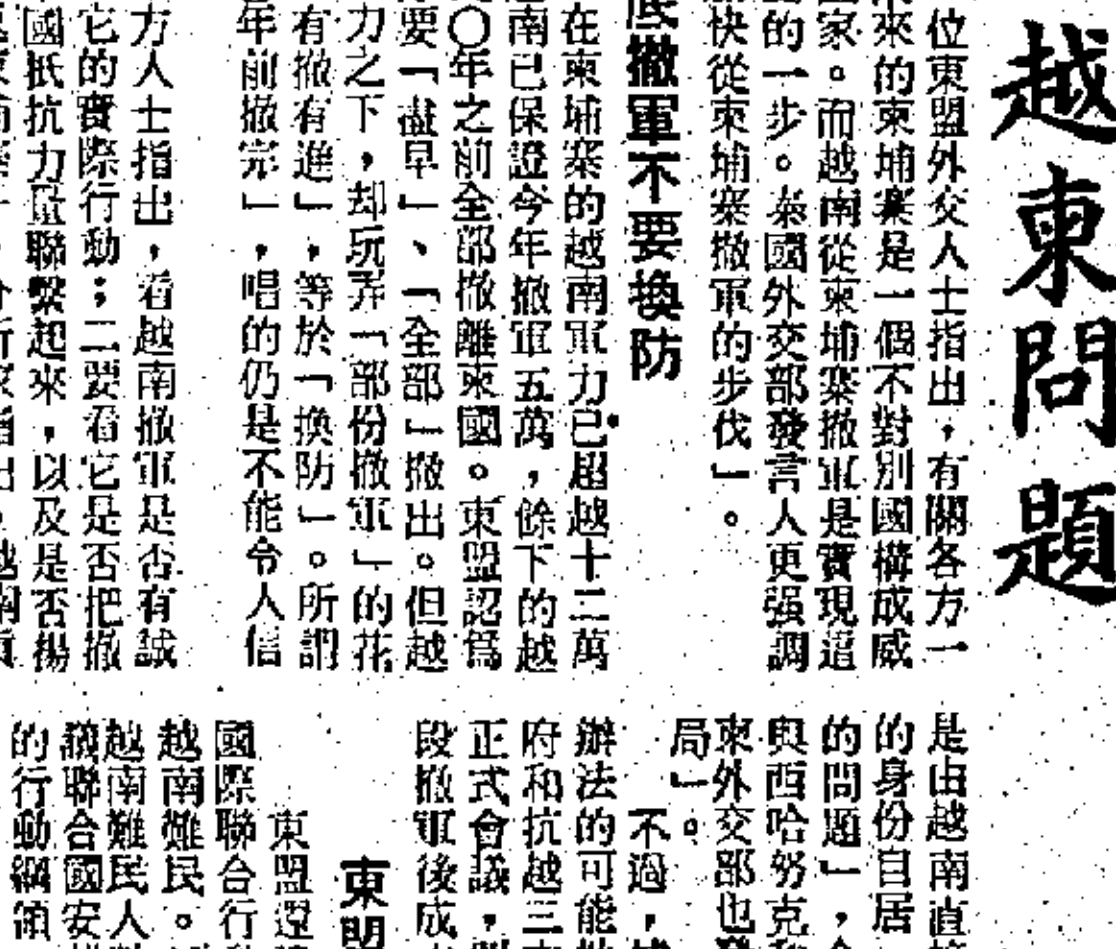 越柬問題
位東盟外交人士指出,有關各方一
來的柬埔寨是一個不對別國構成威
家。而越南從柬埔寨撤軍是實現這
的一步。泰國外交部發言人更强調
快從柬埔寨撤軍的步伐」。
底撤軍不要換防
在柬埔寨的越南軍力已超越十二萬
南已保證今年撤軍五萬,餘下的越
〇年之前全部撤離柬國。東盟認爲
要「盡早」、「全部」撤出。但越
力之下,却玩弄「部份撤軍」的花
有撤有進」,等於「換防」。所謂
年前撤完」,唱的仍是不能令人信
方人士指出,看越南撤軍是否有誠
它的實際行動;二要看它是否把撤
國抵抗力量聯繫起來,以及是否揚
是由越南直
的身份自居
的問題」,
與西哈努克和
柬外交部也發
局」。
不過,
辦法的可能
府和抗越三
正式會議,
段撤軍後成
東盟
東盟還
國際聯合行
越南難民。
越南難民人
織聯合國安
的行動綱領